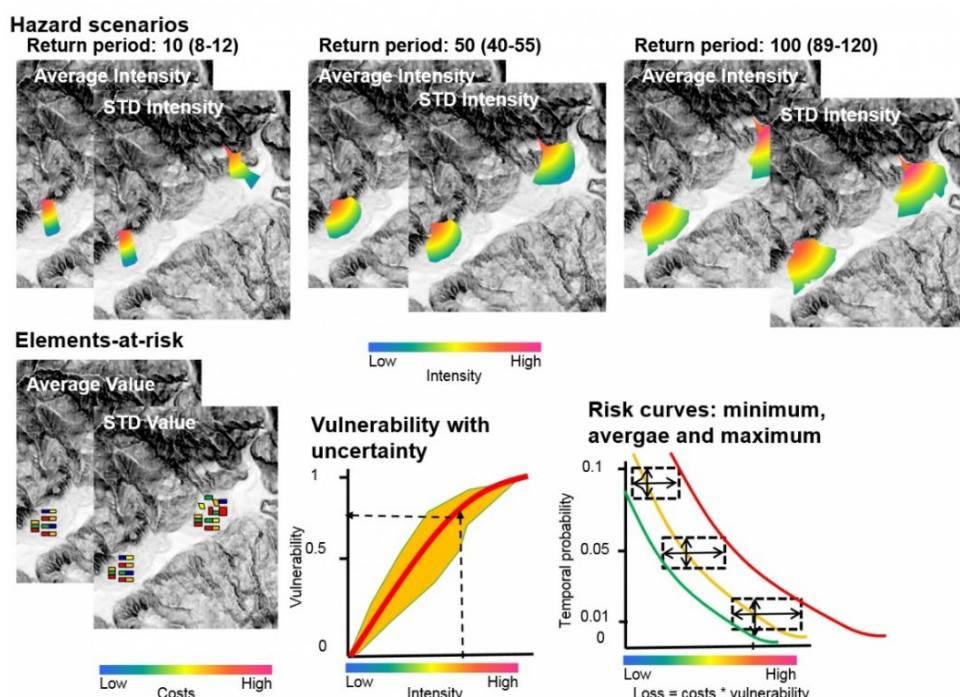 Hazard scenarios
Return period: 10 (8-12)
Return period: 50 (40-55)
Return period: 100 (89-120)
Average Intensity
STD Intensity
Average Intensity
STD Intensity
Average Intensity
STD Intensity
Low
High
Intensity
Elements-at-risk
Average Value
STD Value
Low
High
Costs
Vulnerability with
uncertainty
1
0.5
0
Vulnerability
Low
High
Intensity
Risk curves: minimum,
avergae and maximum
0.1
0.05
0.01
0
Temporal probability
Low
High
Loss = costs * vulnerability